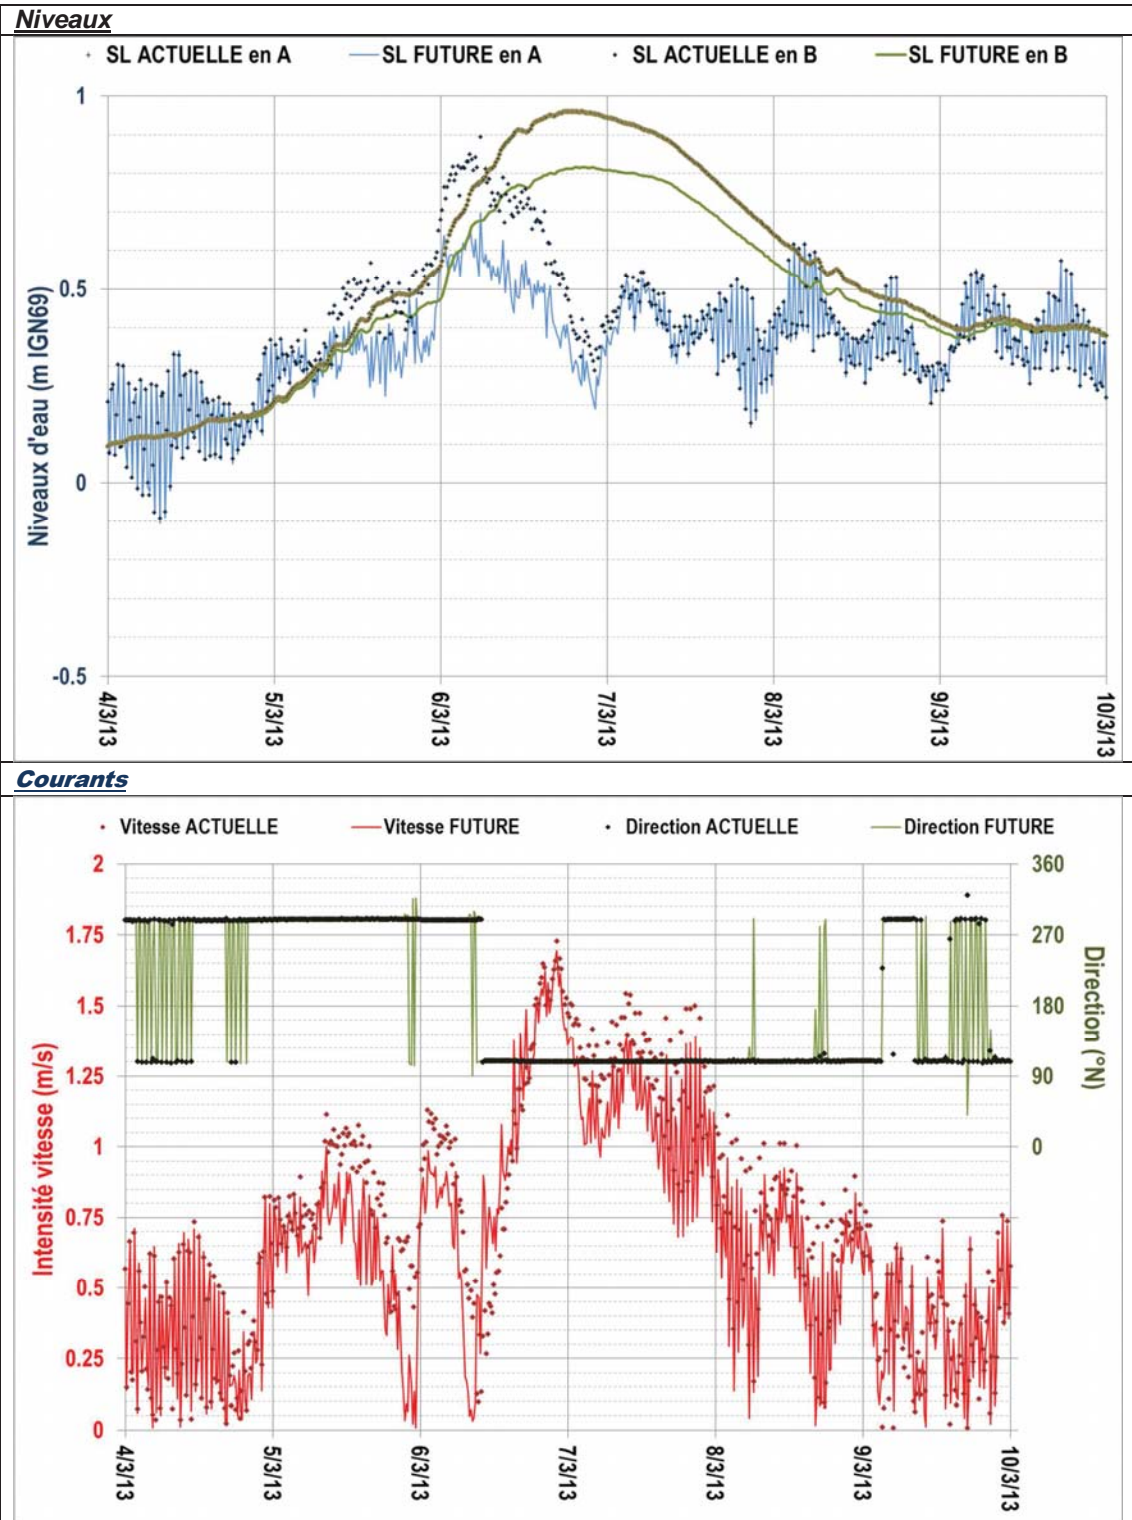 Niveaux
SL ACTUELLE en A SL FUTURE en A SL ACTUELLE en B SL FUTURE en B
1
0.5
0
-0.5
Niveaux d'eau (m IGN69)
4/3/13 5/3/13 6/3/13 7/3/13 8/3/13 9/3/13 10/3/13
Courants
Vitesse ACTUELLE Vitesse FUTURE Direction ACTUELLE Direction FUTURE
2 360
1.75 270
1.5 180
1.25 90
1 0
0.75
0.5
0.25
0
Intensité vitesse (m/s)
Direction (°N)
4/3/13 5/3/13 6/3/13 7/3/13 8/3/13 9/3/13 10/3/13